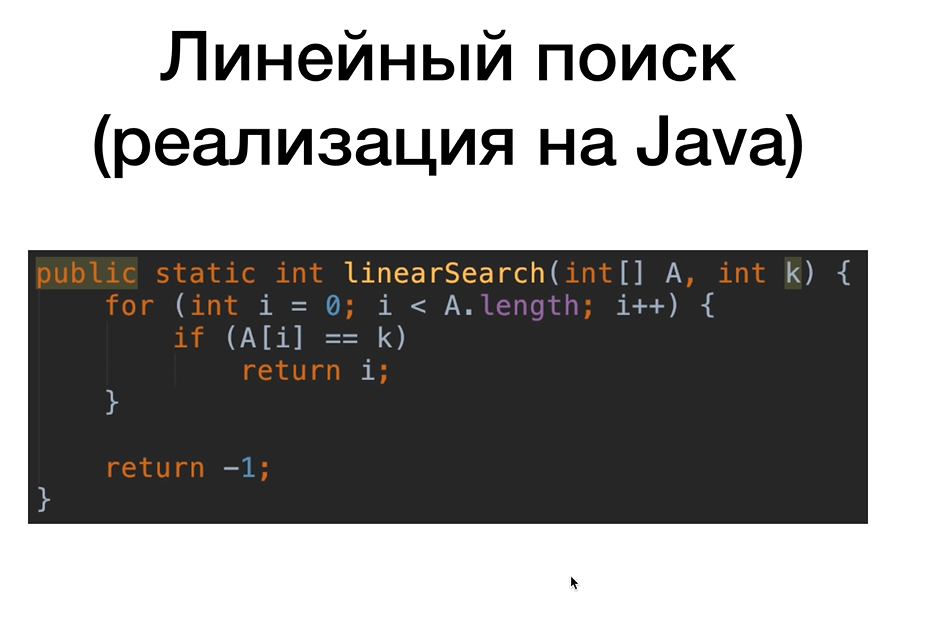 Линейный поиск
(реализация на Java)
public static int linearSearch(int[] A, int k) {
    for (int i = 0; i < A.length; i++) {
        if (A[i] == k)
            return i;
    }

    return -1;
}